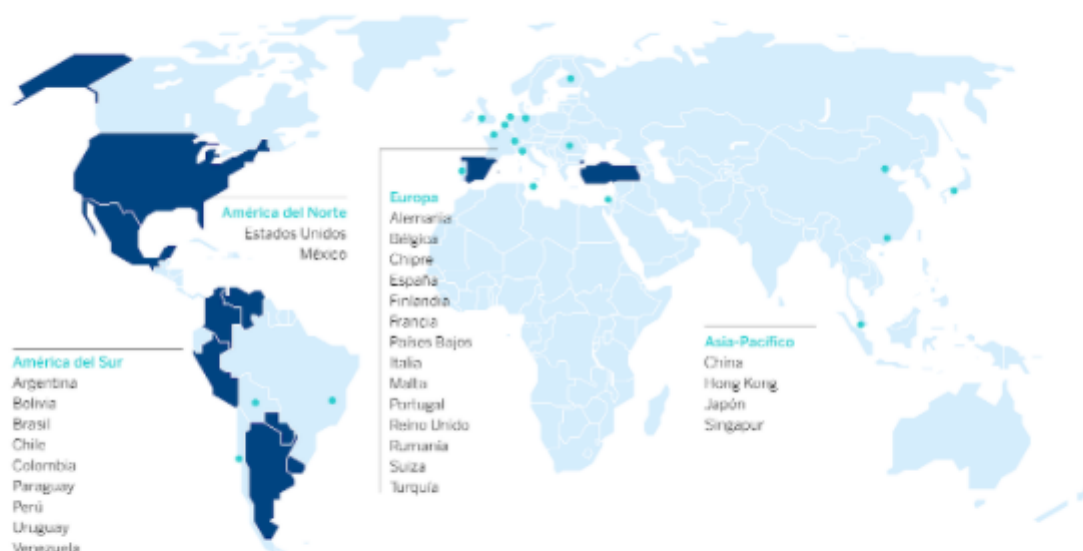 América del Norte
Estados Unidos
México
Europa
Alemania
Bélgica
Chipre
España
Finlandia
Francia
Países Bajos
Italia
Malta
Portugal
Reino Unido
Rumanía
Suiza
Turquía
América del Sur
Argentina
Bolivia
Brasil
Chile
Colombia
Paraguay
Perú
Uruguay
Venezuela
Asia-Pacífico
China
Hong Kong
Japón
Singapur